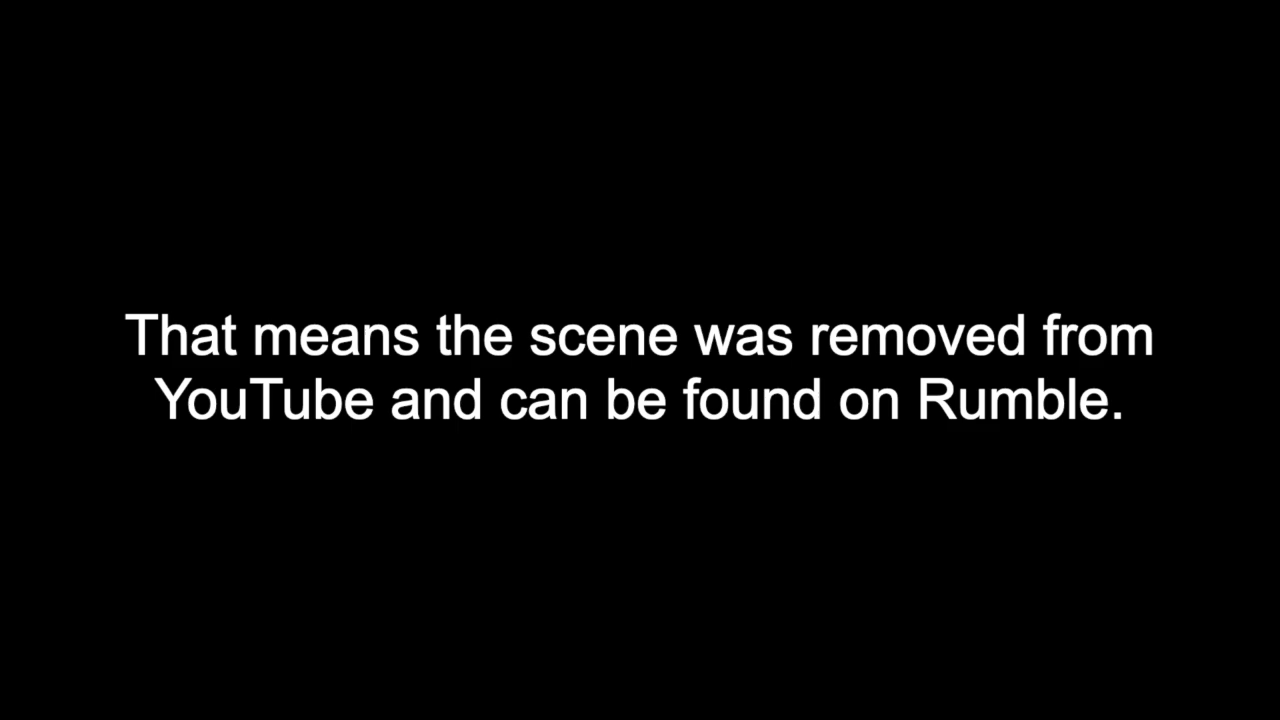 That means the scene was removed from
YouTube and can be found on Rumble.